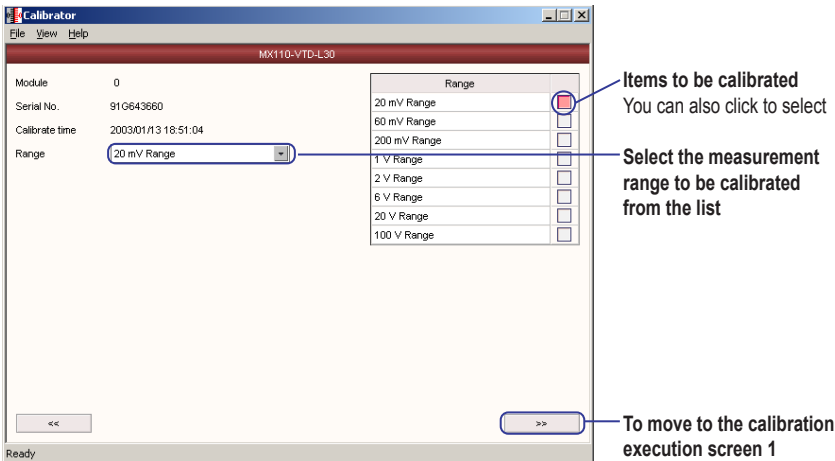 Calibrator
File View Help
MX110-VTD-L30
Module 0
Serial No. 91G643660
Calibrate time 2003/01/13 18:51:04
Range 20 mV Range
Range
20 mV Range
60 mV Range
200 mV Range
1 V Range
2 V Range
6 V Range
20 V Range
100 V Range
<< >>
Ready
Items to be calibrated
You can also click to select
Select the measurement
range to be calibrated
from the list
To move to the calibration
execution screen 1